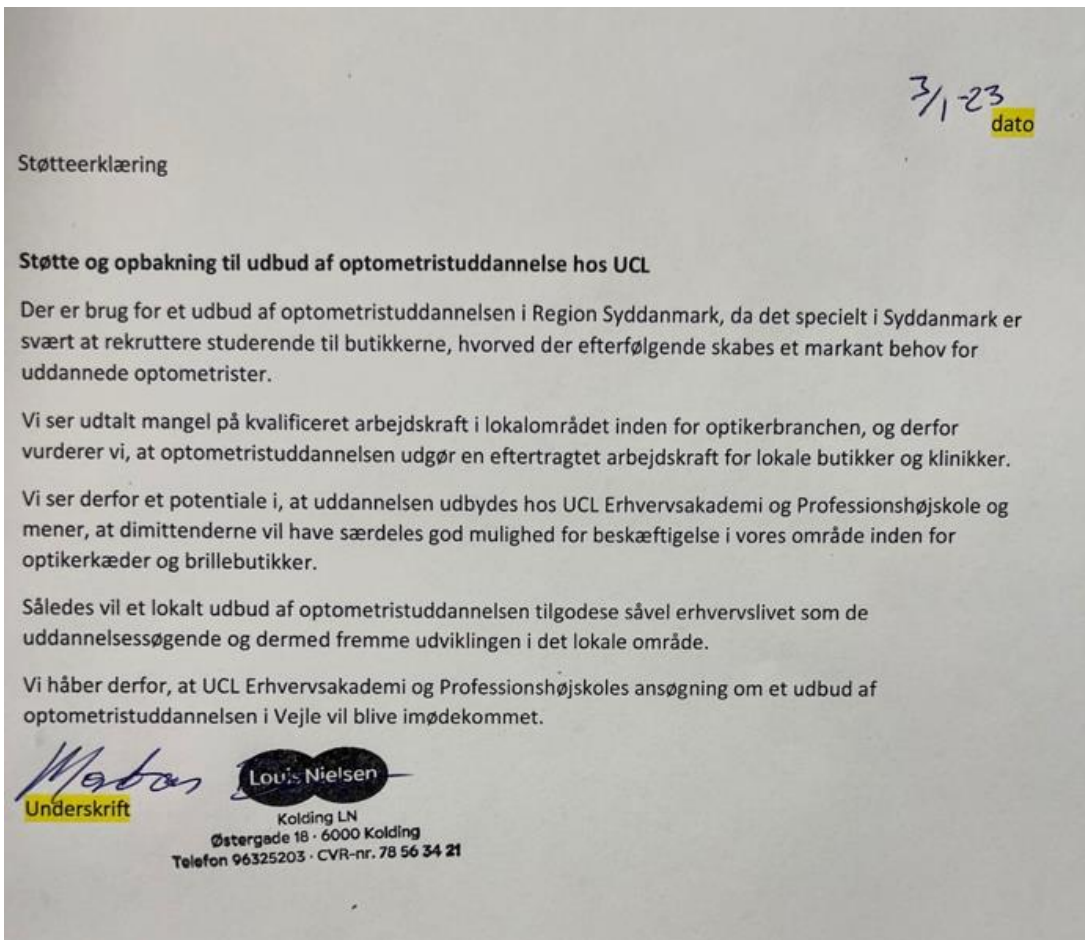 3/1-23
dato
Støtteerklæring
Støtte og opbakning til udbud af optometristuddannelse hos UCL
Der er brug for et udbud af optometristuddannelsen i Region Syddanmark, da det specielt i Syddanmark er
svært at rekruttere studerende til butikkerne, hvorved der efterfølgende skabes et markant behov for
uddannede optometrister.
Vi ser udtalt mangel på kvalificeret arbejdskraft i lokalområdet inden for optikerbranchen, og derfor
vurderer vi, at optometristuddannelsen udgør en eftertragtet arbejdskraft for lokale butikker og klinikker.
Vi ser derfor et potentiale i, at uddannelsen udbydes hos UCL Erhvervsakademi og Professionshøjskole og
mener, at dimittenderne vil have særdeles god mulighed for beskæftigelse i vores område inden for
optikerkæder og brillebutikker.
Således vil et lokalt udbud af optometristuddannelsen tilgodese såvel erhvervslivet som de
uddannelsessøgende og dermed fremme udviklingen i det lokale område.
Vi håber derfor, at UCL Erhvervsakademi og Professionshøjskoles ansøgning om et udbud af
optometristuddannelsen i Vejle vil blive imødekommet.
Louis Nielsen
Underskrift
Kolding LN
Østergade 18 · 6000 Kolding
Telefon 96325203 · CVR-nr. 78 56 34 21